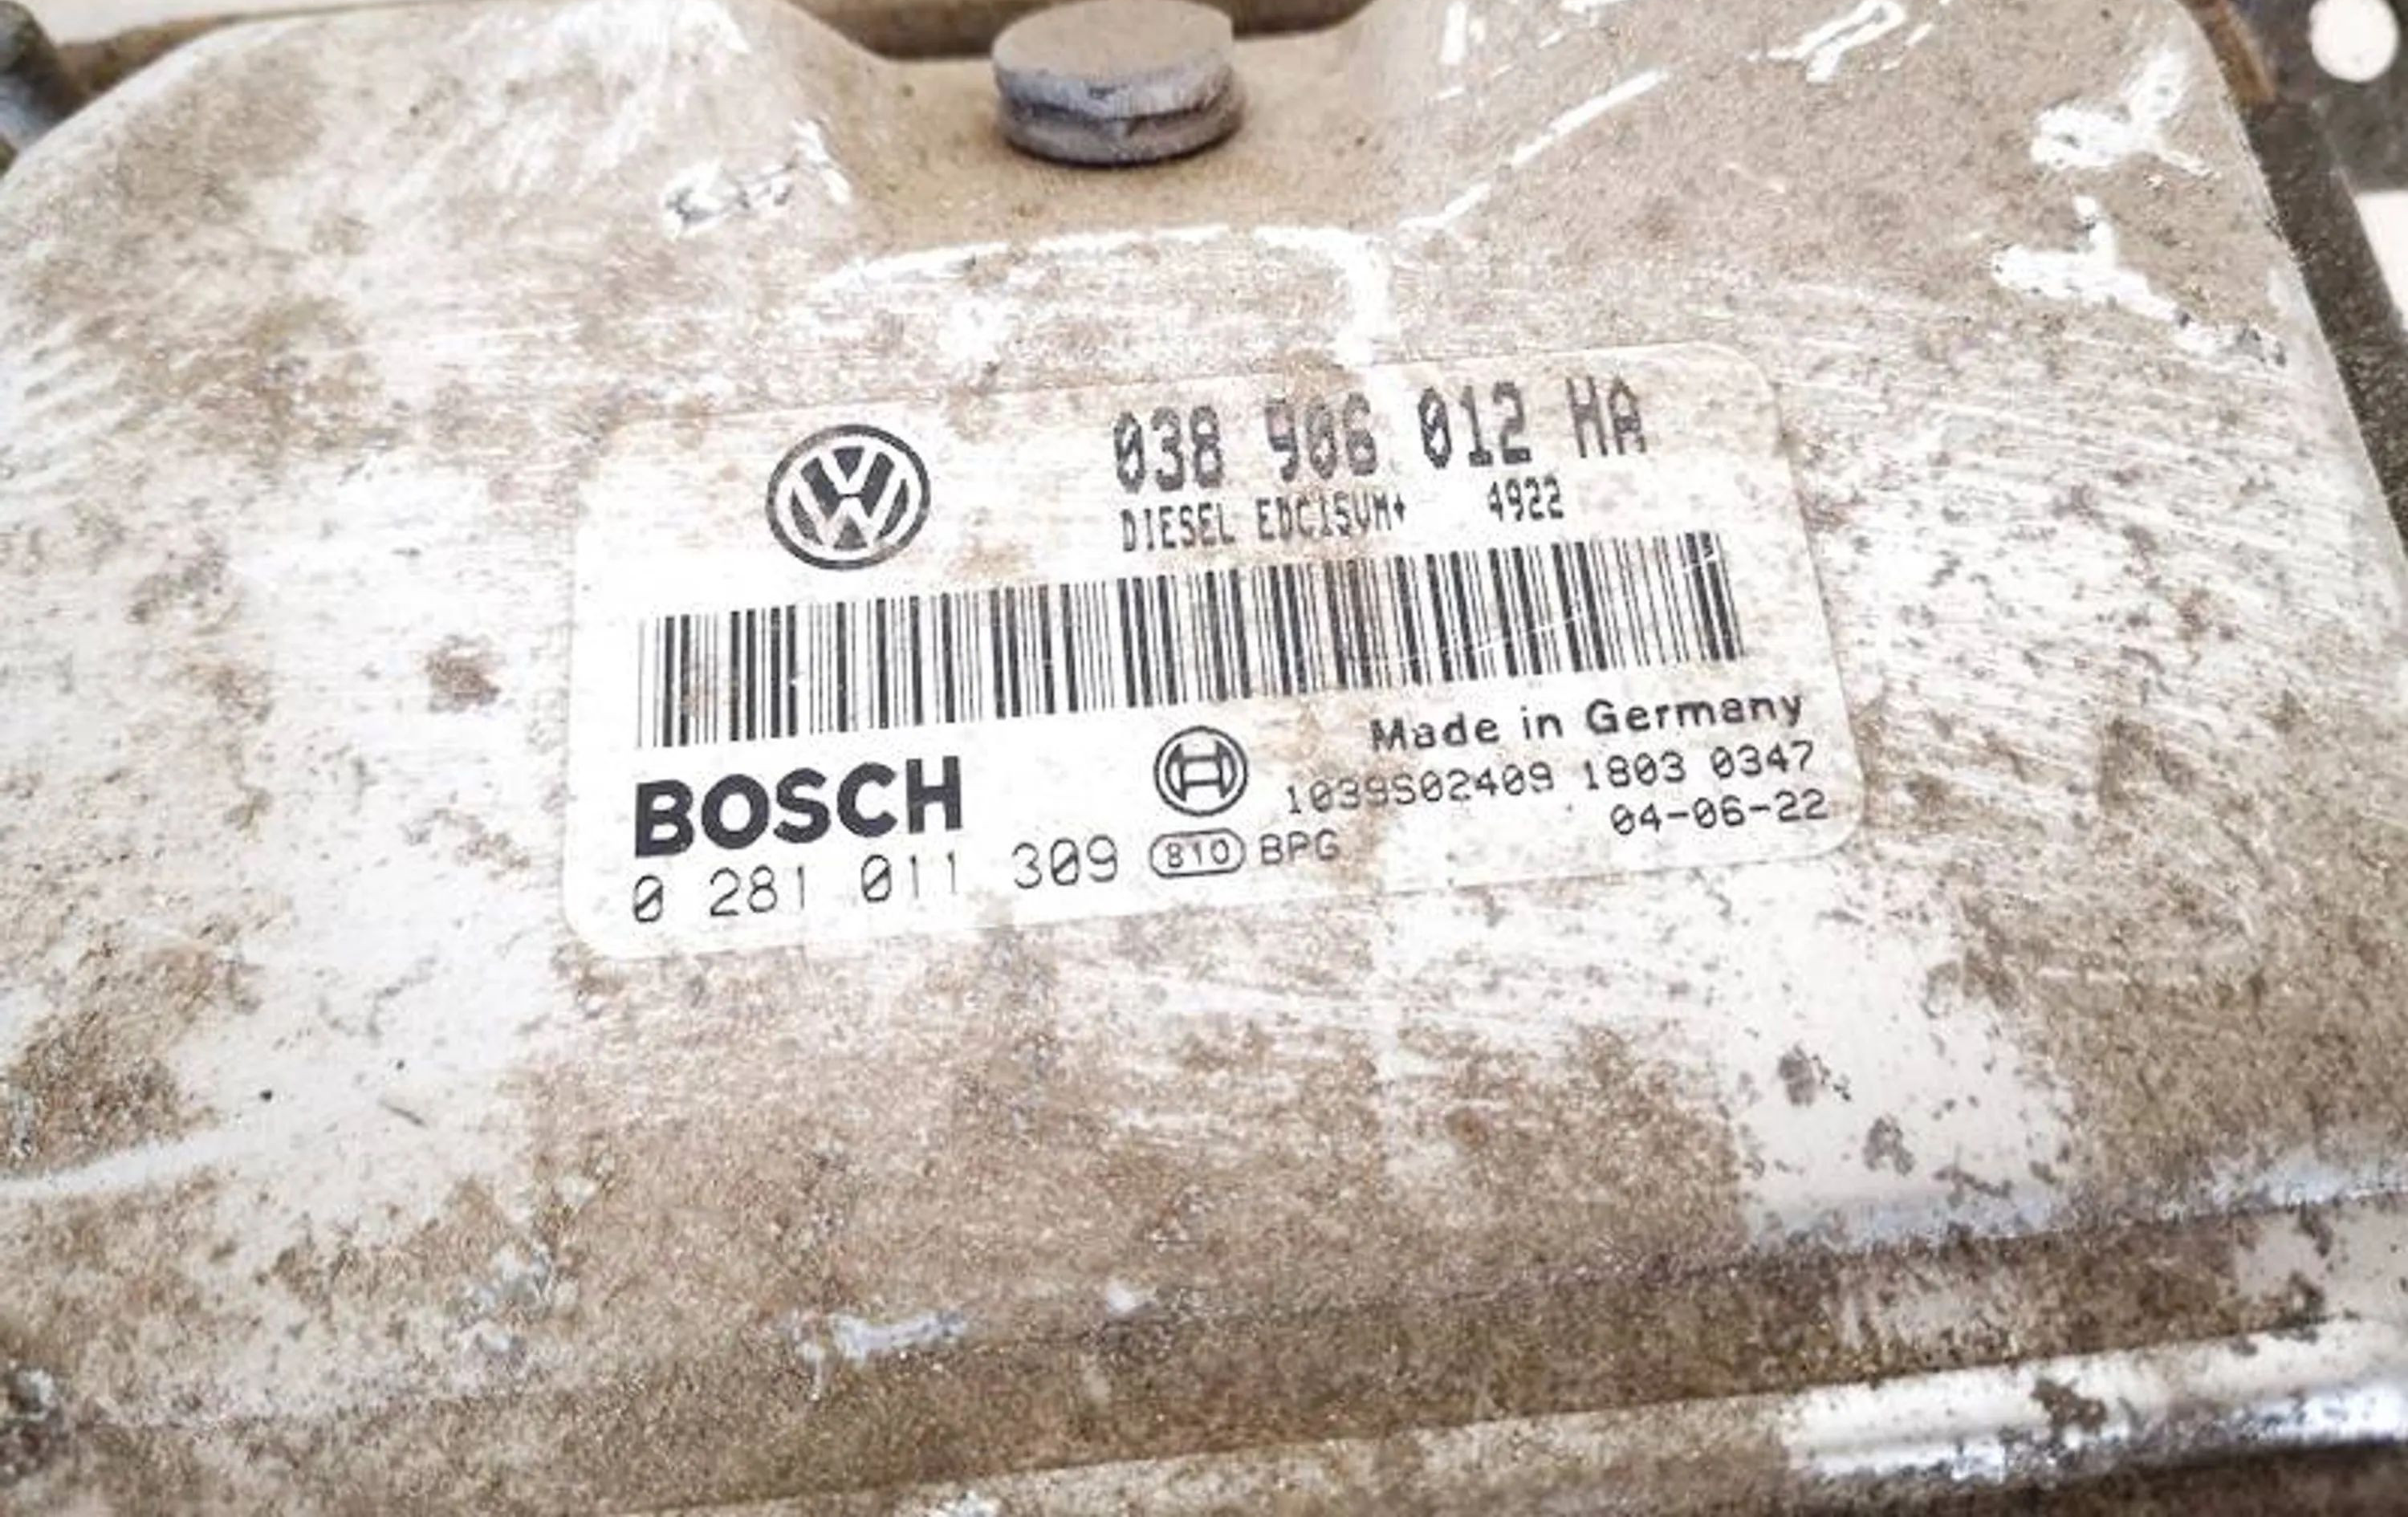 038 906 012 HA
DIESEL EDC15VM+ 4922
Made in Germany
BOSCH
1039S02409 1803 0347
04-06-22
0 281 011 309 810 BPG